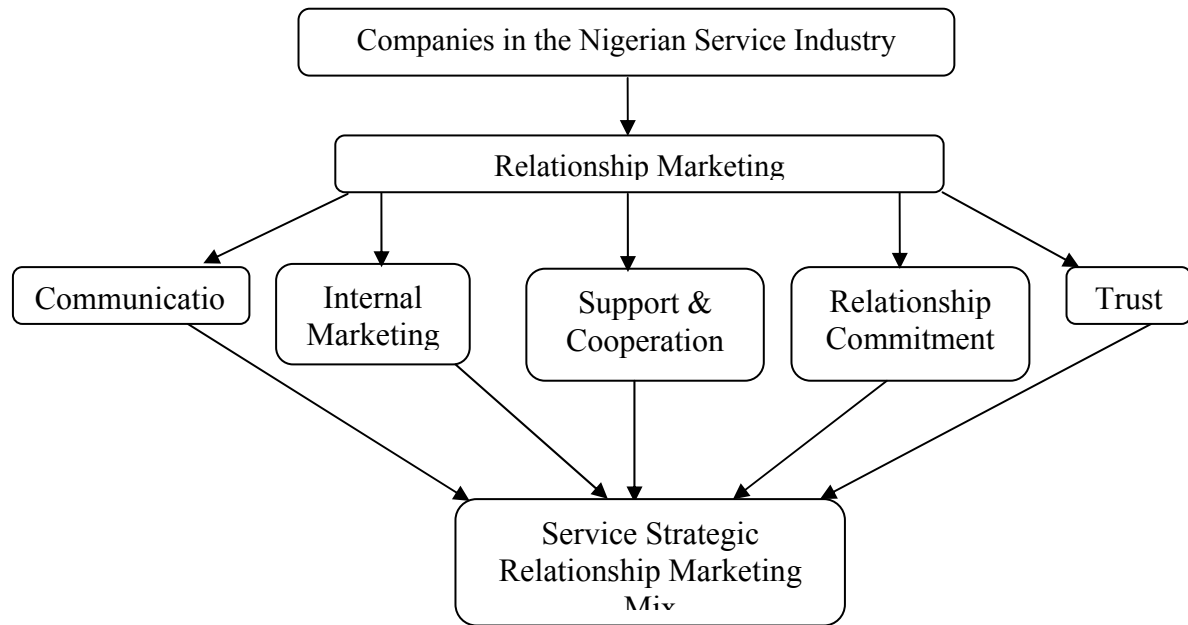 Companies in the Nigerian Service Industry
Relationship Marketing
Communicatio
Internal
Marketing
Support &
Cooperation
Relationship
Commitment
Trust
Service Strategic
Relationship Marketing
Mix